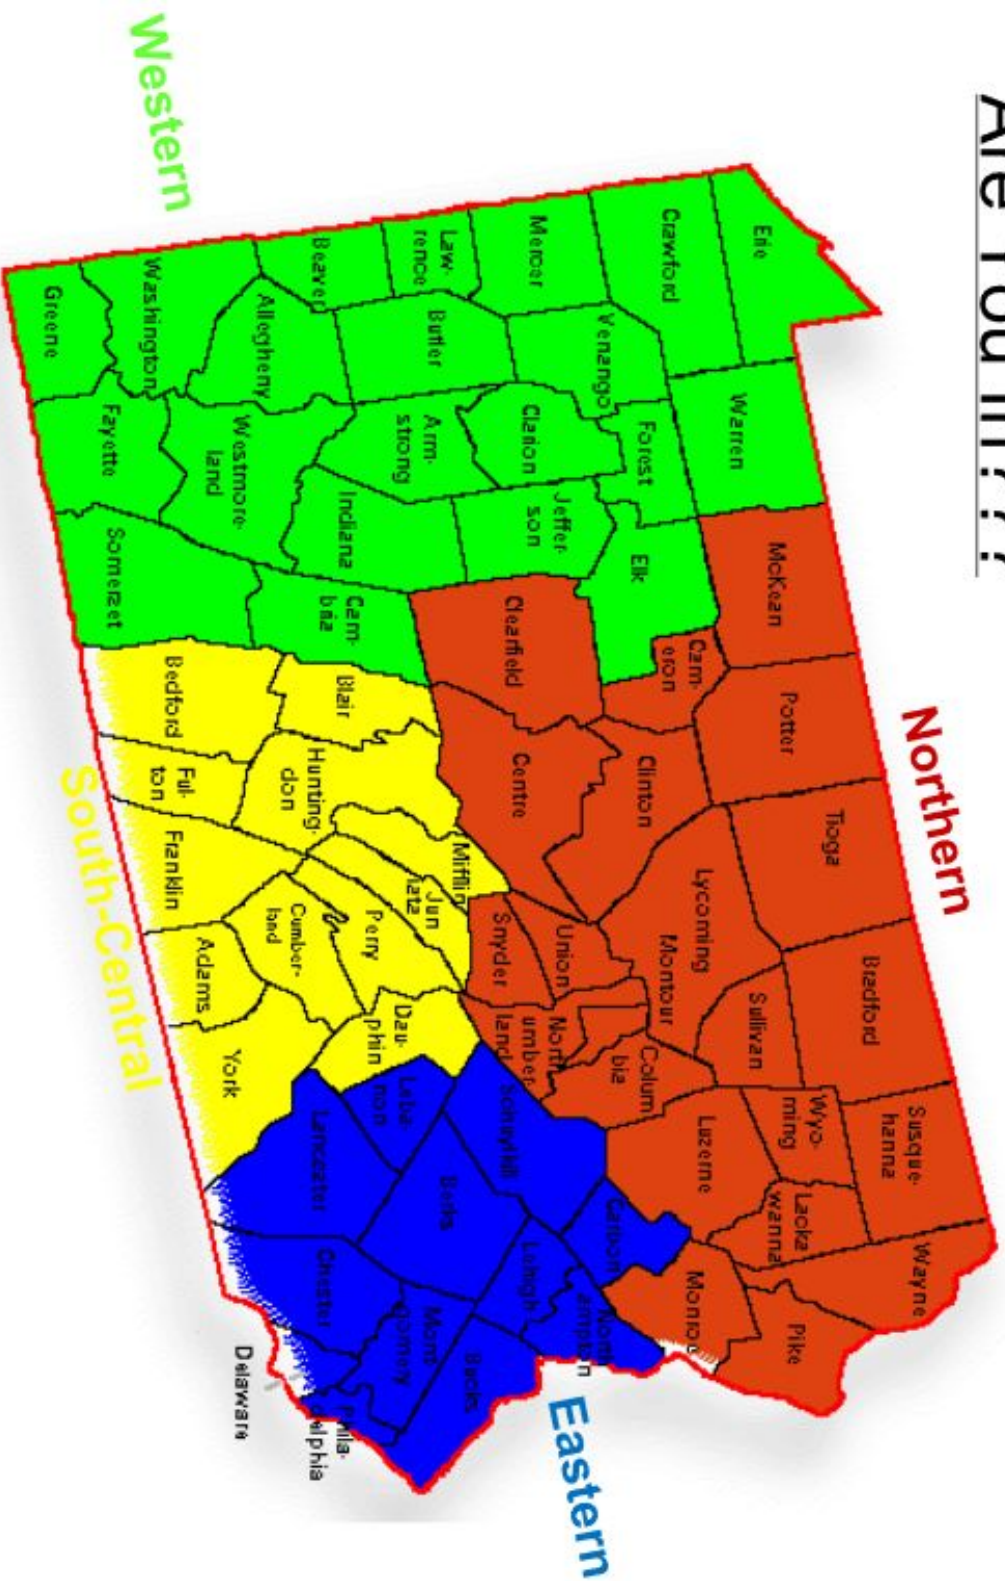 Are You In????
Northern
Western
Eastern
South-Central
Erie
Crawford
Warren
McKean
Potter
Tioga
Bradford
Susque-
hanna
Wayne
Mercer
Venango
Forest
Elk
Cam-
eron
Clinton
Lycoming
Sullivan
Wyo-
ming
Lacka
wanna
Pike
Law-
rence
Butler
Clarion
Jeffer-
son
Clearfield
Centre
Union
Montour
Colum
bia
Luzerne
Monroe
Beaver
Allegheny
Arm-
strong
Indiana
Cam-
bria
Blair
Hunting-
don
Mifflin
Jun
iata
Snyder
North
umber-
land
Schuylkill
Carbon
North
ampton
Lehigh
Washington
Westmore-
land
Somerset
Bedford
Ful-
ton
Franklin
Cumber-
land
Perry
Dau-
phin
Leba-
non
Berks
Mont
gomery
Bucks
Greene
Fayette
Adams
York
Lancaster
Chester
Delaware
Phila-
delphia